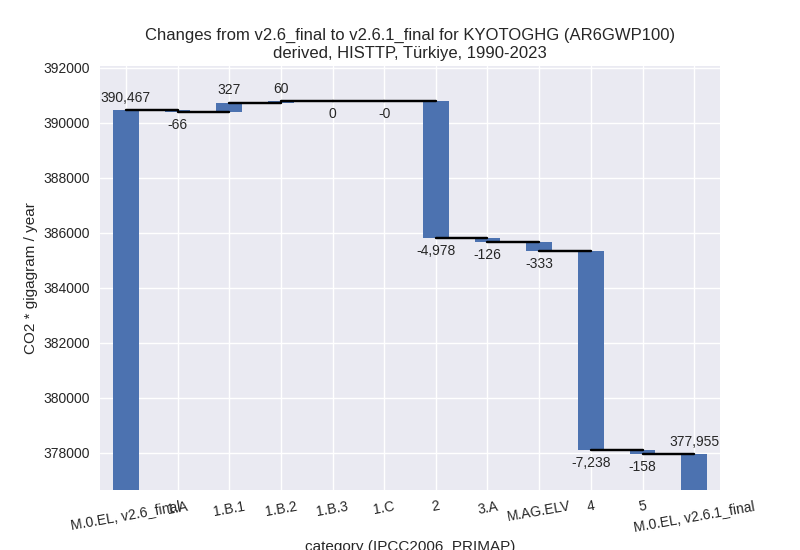 Changes from v2.6_final to v2.6.1_final for KYOTOGHG (AR6GWP100)
derived, HISTTP, Türkiye, 1990-2023
CO2 * gigagram / year
392000
390000
388000
386000
384000
382000
380000
378000
390,467
-66
327
60
0
-0
-4,978
-126
-333
-7,238
-158
377,955
M.0.EL, v2.6_final
1.A
1.B.1
1.B.2
1.B.3
1.C
2
3.A
M.AG.ELV
4
5
M.0.EL, v2.6.1_final
category (IPCC2006_PRIMAP)